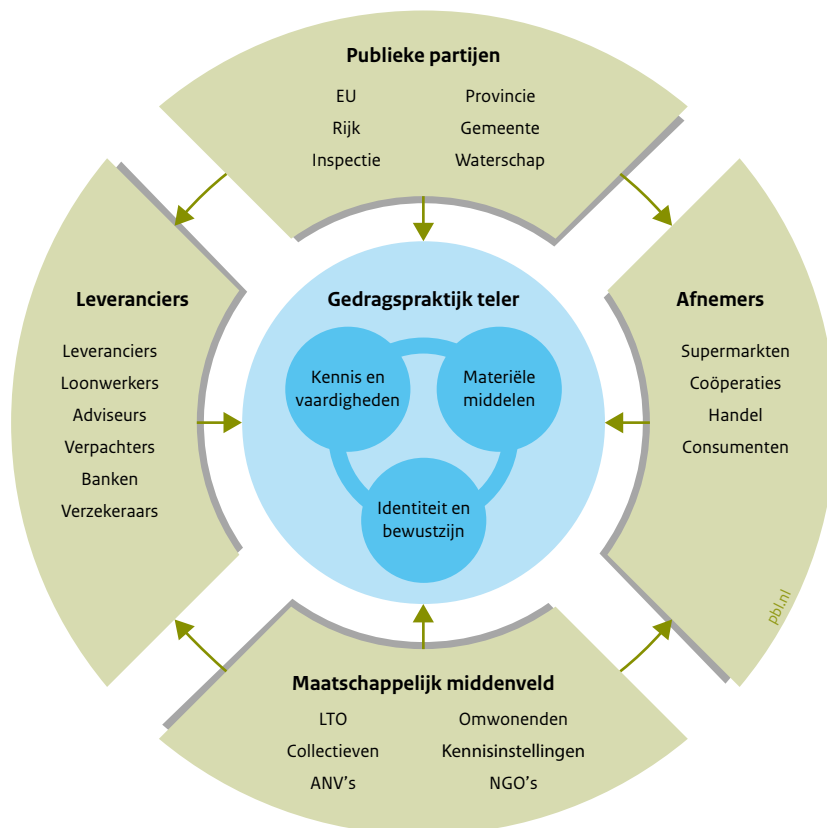 Publieke partijen
EU
Provincie
Rijk
Gemeente
Inspectie
Waterschap
Leveranciers
Leveranciers
Loonwerkers
Adviseurs
Verpachters
Banken
Verzekeraars
Gedragspraktijk teler
Kennis en
vaardigheden
Materiële
middelen
Identiteit en
bewustzijn
Afnemers
Supermarkten
Coöperaties
Handel
Consumenten
pbl.nl
Maatschappelijk middenveld
LTO
Omwonenden
Collectieven
Kennisinstellingen
ANV's
NGO's